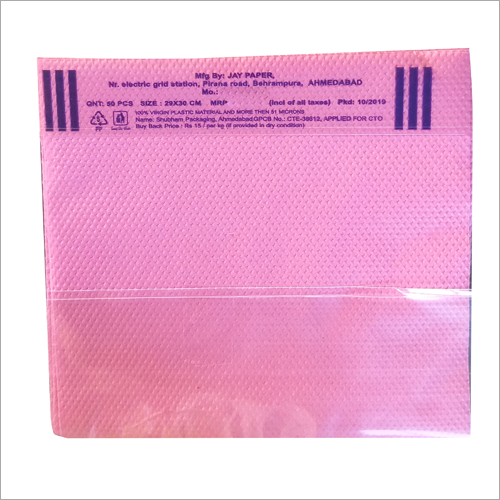 Mfg By: JAY PAPER,
Nr. electric grid station, Pirana road, Behrampura, AHMEDABAD
Mo.:
QNT: 50 PCS SIZE : 29X30 CM MRP (Incl of all taxes) Pkd: 10/2019
100% VIRGIN PLASTIC MATERIAL AND MORE THEN 51 MICRONS
Name: Shubham Packaging, Ahmedabad GPCB No.: CTE-36612, APPLIED FOR CTO
Buy Back Price : Rs 15 / per kg (if provided in dry condition)
PP